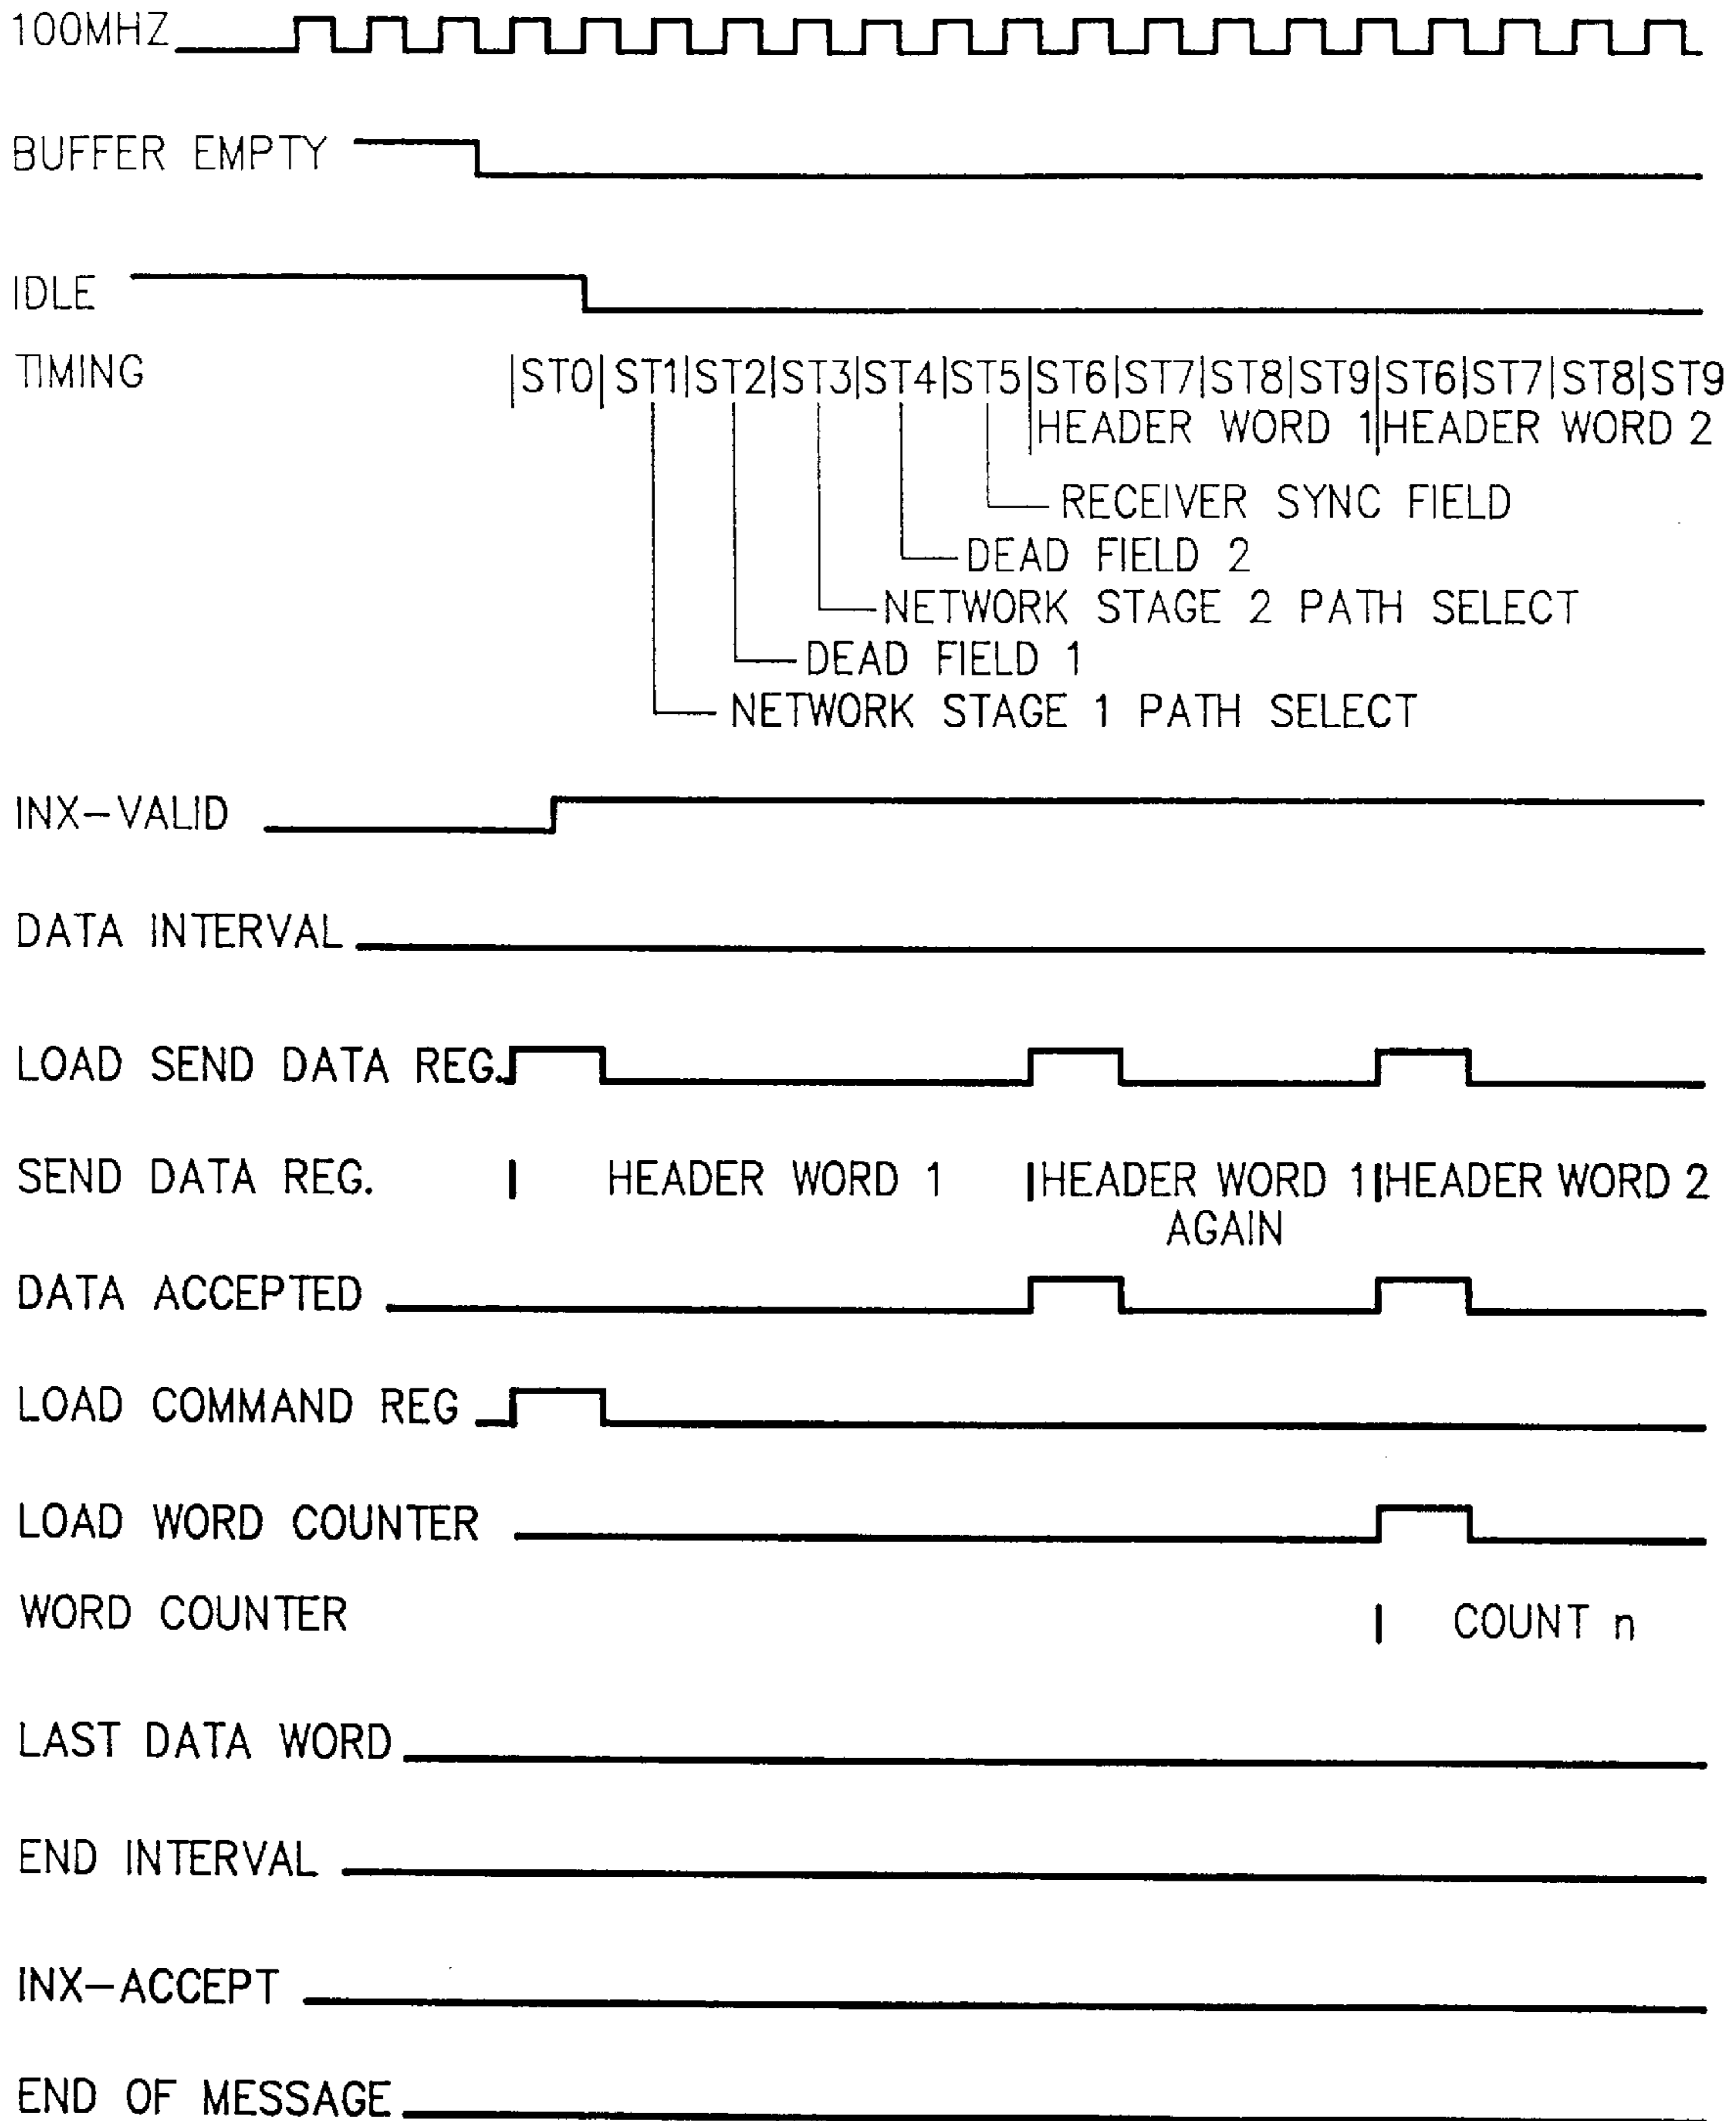 100MHZ
BUFFER EMPTY
IDLE
TIMING |ST0|ST1|ST2|ST3|ST4|ST5|ST6|ST7|ST8|ST9|ST6|ST7|ST8|ST9
|HEADER WORD 1|HEADER WORD 2
RECEIVER SYNC FIELD
DEAD FIELD 2
NETWORK STAGE 2 PATH SELECT
DEAD FIELD 1
NETWORK STAGE 1 PATH SELECT
INX-VALID
DATA INTERVAL
LOAD SEND DATA REG.
SEND DATA REG. | HEADER WORD 1 |HEADER WORD 1|HEADER WORD 2
AGAIN
DATA ACCEPTED
LOAD COMMAND REG
LOAD WORD COUNTER
WORD COUNTER | COUNT n
LAST DATA WORD
END INTERVAL
INX-ACCEPT
END OF MESSAGE